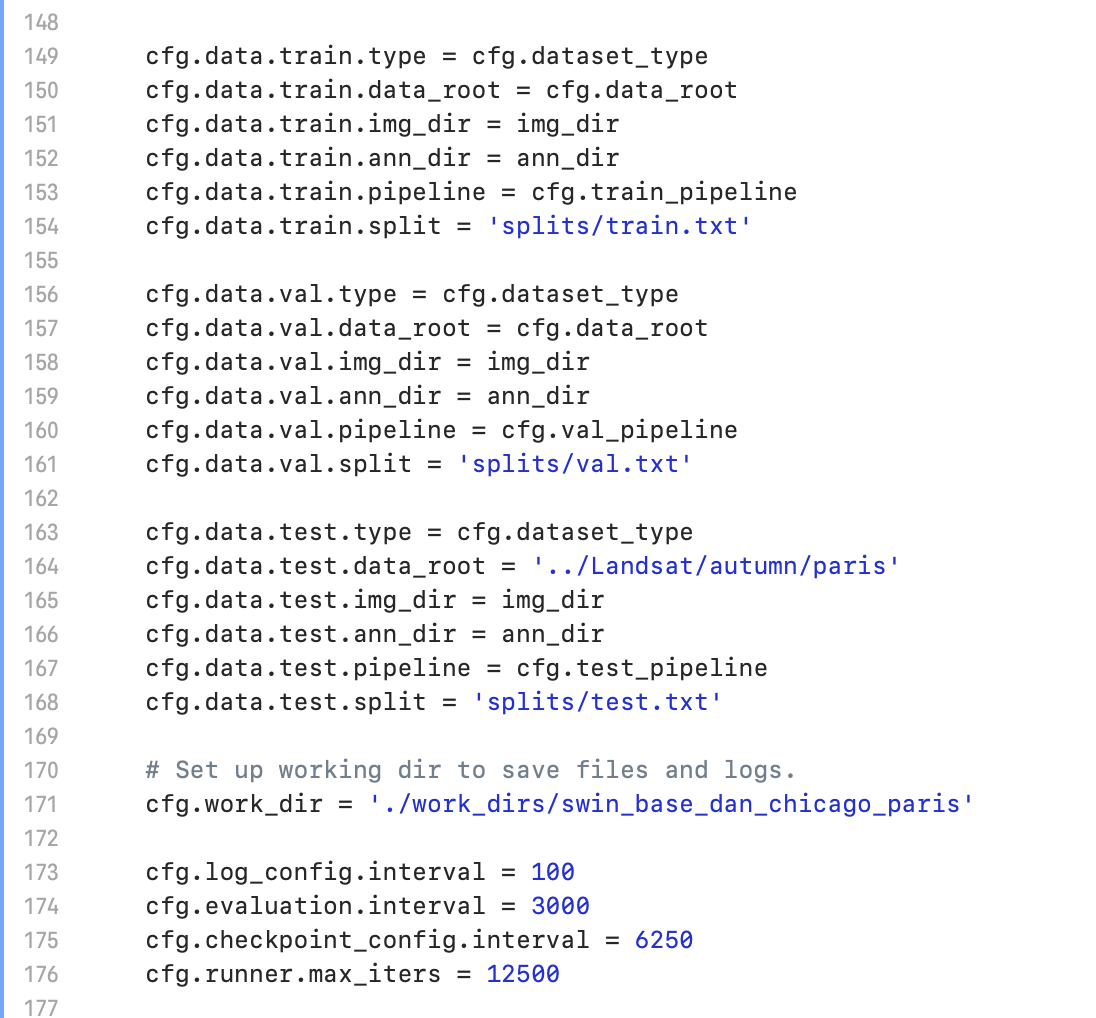 148
149 cfg.data.train.type = cfg.dataset_type
150 cfg.data.train.data_root = cfg.data_root
151 cfg.data.train.img_dir = img_dir
152 cfg.data.train.ann_dir = ann_dir
153 cfg.data.train.pipeline = cfg.train_pipeline
154 cfg.data.train.split = 'splits/train.txt'
155
156 cfg.data.val.type = cfg.dataset_type
157 cfg.data.val.data_root = cfg.data_root
158 cfg.data.val.img_dir = img_dir
159 cfg.data.val.ann_dir = ann_dir
160 cfg.data.val.pipeline = cfg.val_pipeline
161 cfg.data.val.split = 'splits/val.txt'
162
163 cfg.data.test.type = cfg.dataset_type
164 cfg.data.test.data_root = '../Landsat/autumn/paris'
165 cfg.data.test.img_dir = img_dir
166 cfg.data.test.ann_dir = ann_dir
167 cfg.data.test.pipeline = cfg.test_pipeline
168 cfg.data.test.split = 'splits/test.txt'
169
170 # Set up working dir to save files and logs.
171 cfg.work_dir = './work_dirs/swin_base_dan_chicago_paris'
172
173 cfg.log_config.interval = 100
174 cfg.evaluation.interval = 3000
175 cfg.checkpoint_config.interval = 6250
176 cfg.runner.max_iters = 12500
177